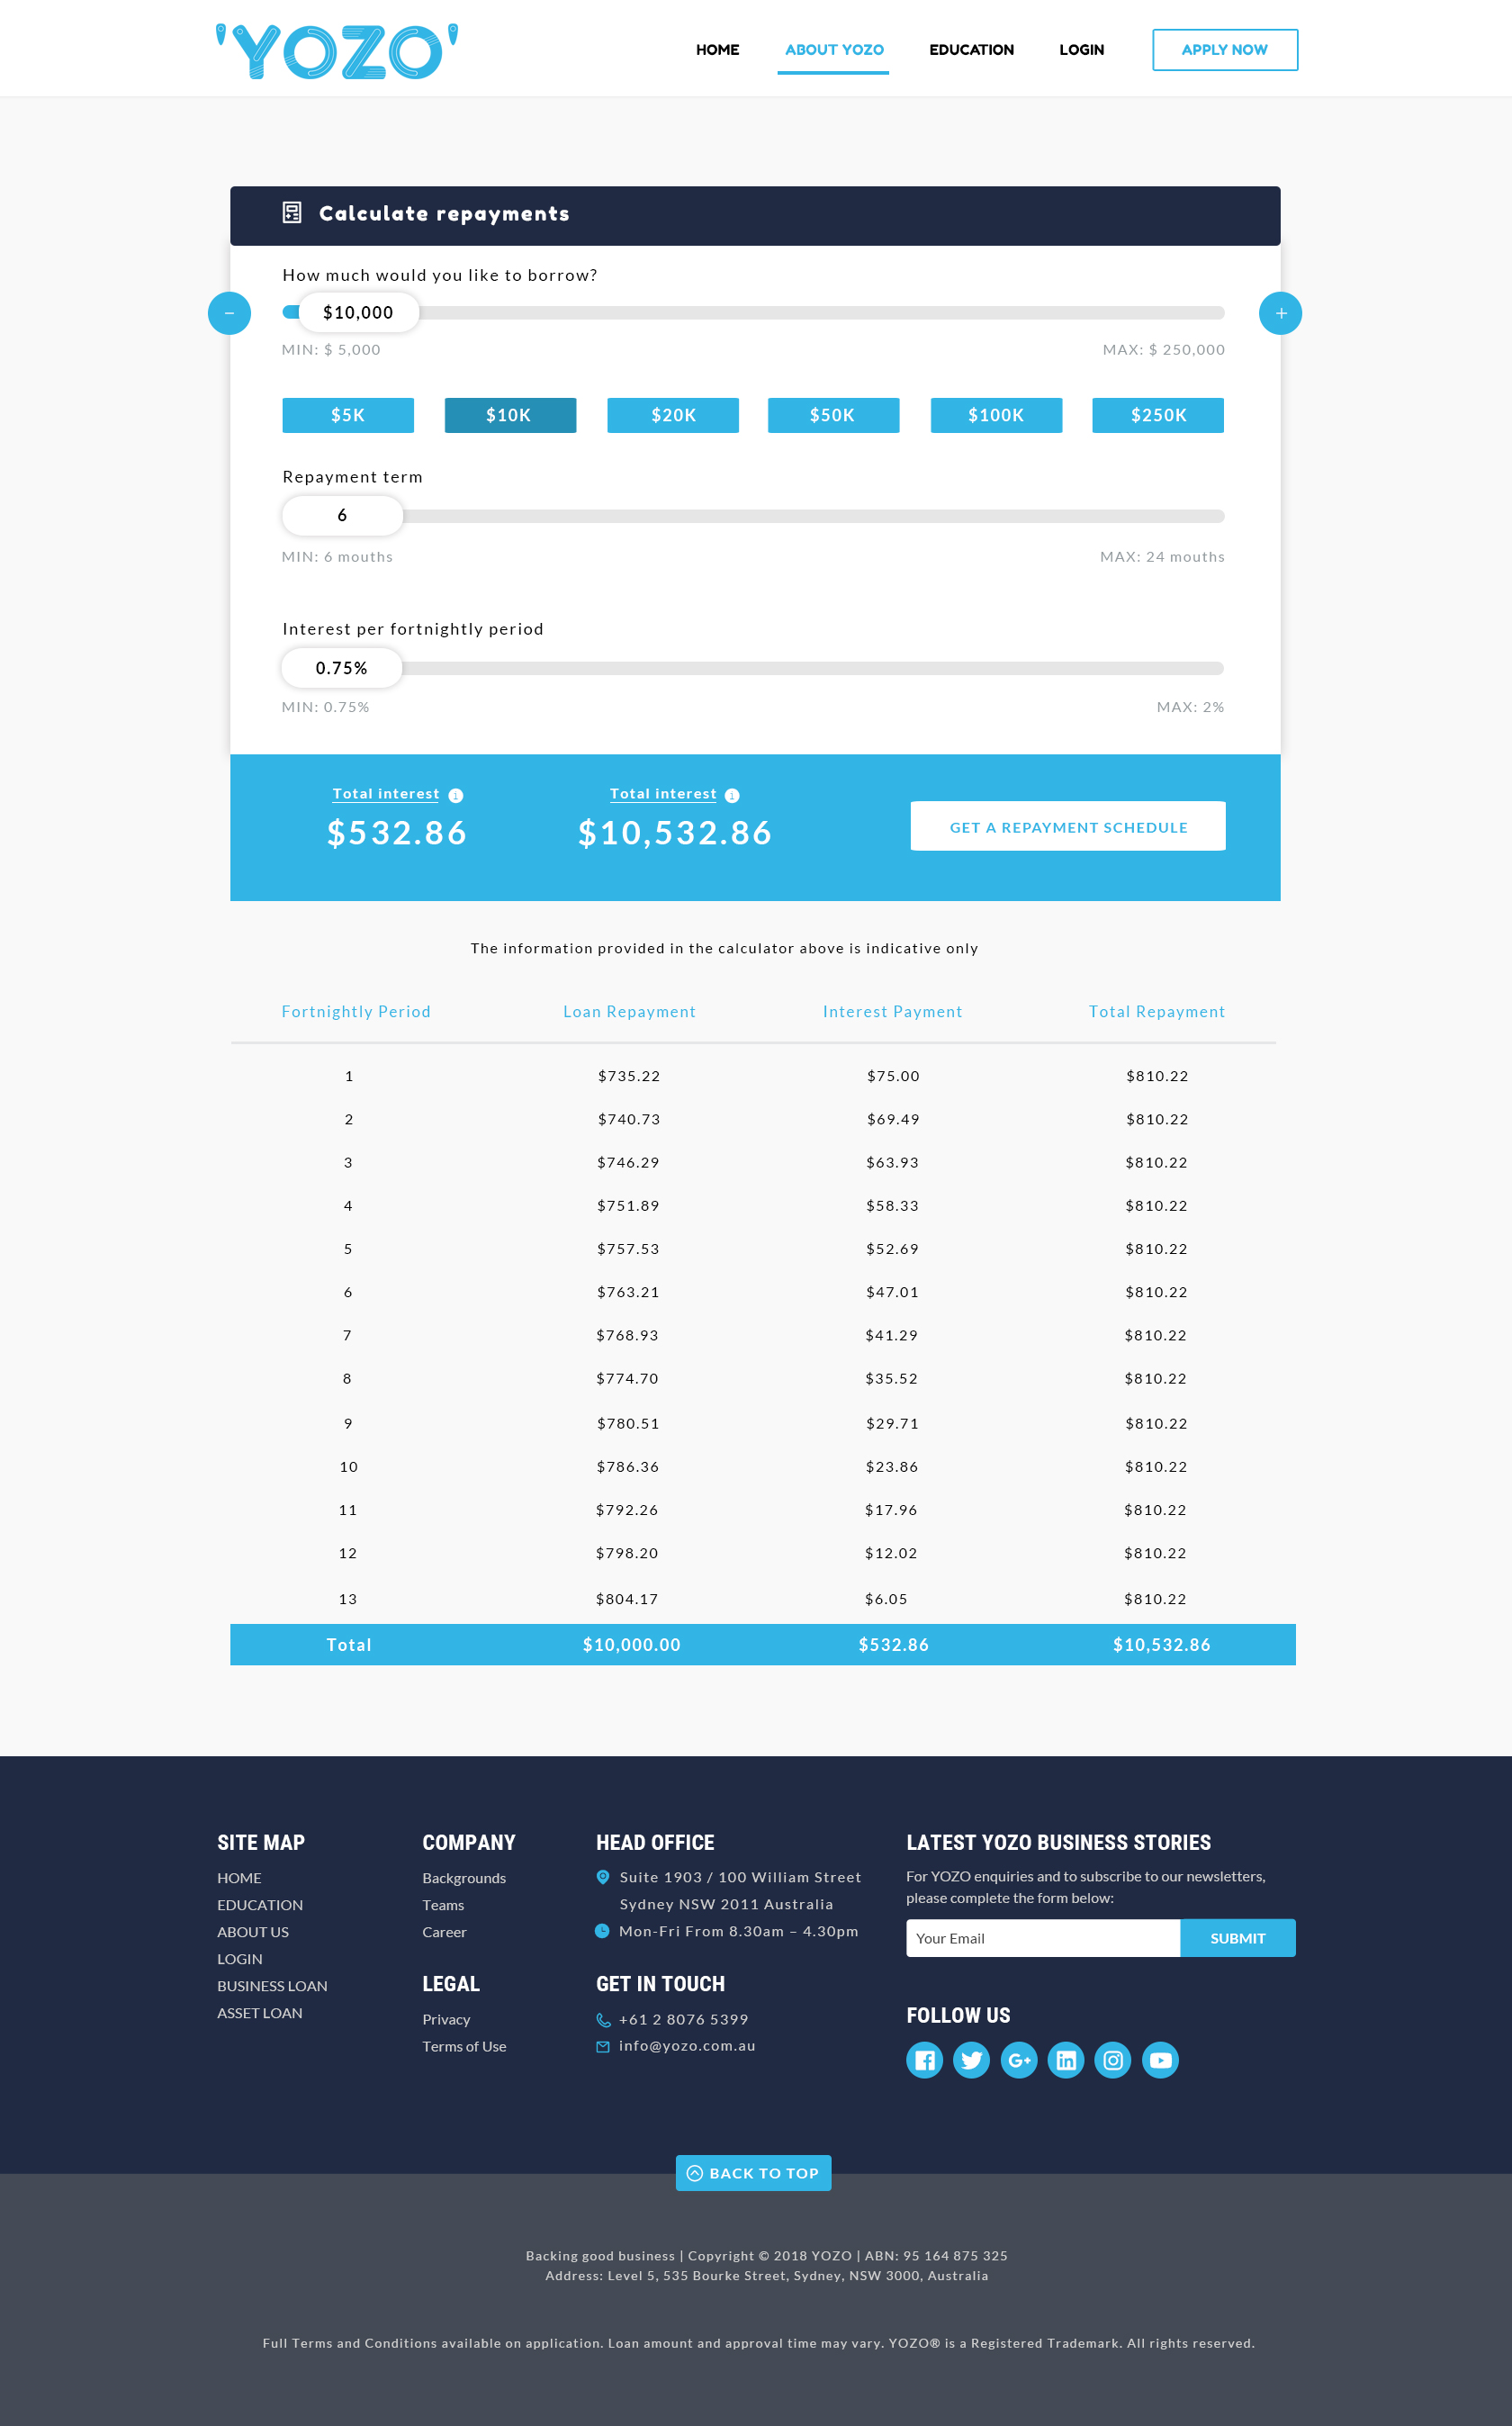 'YOZO'
HOME ABOUT YOZO EDUCATION LOGIN APPLY NOW
Calculate repayments
How much would you like to borrow?
− $10,000 +
MIN: $ 5,000 MAX: $ 250,000
$5K $10K $20K $50K $100K $250K
Repayment term
6
MIN: 6 mouths MAX: 24 mouths
Interest per fortnightly period
0.75%
MIN: 0.75% MAX: 2%
Total interest i Total interest i
$532.86 $10,532.86 GET A REPAYMENT SCHEDULE
The information provided in the calculator above is indicative only
Fortnightly Period Loan Repayment Interest Payment Total Repayment
1 $735.22 $75.00 $810.22
2 $740.73 $69.49 $810.22
3 $746.29 $63.93 $810.22
4 $751.89 $58.33 $810.22
5 $757.53 $52.69 $810.22
6 $763.21 $47.01 $810.22
7 $768.93 $41.29 $810.22
8 $774.70 $35.52 $810.22
9 $780.51 $29.71 $810.22
10 $786.36 $23.86 $810.22
11 $792.26 $17.96 $810.22
12 $798.20 $12.02 $810.22
13 $804.17 $6.05 $810.22
Total $10,000.00 $532.86 $10,532.86
SITE MAP
HOME
EDUCATION
ABOUT US
LOGIN
BUSINESS LOAN
ASSET LOAN
COMPANY
Backgrounds
Teams
Career
LEGAL
Privacy
Terms of Use
HEAD OFFICE
Suite 1903 / 100 William Street
Sydney NSW 2011 Australia
Mon-Fri From 8.30am – 4.30pm
GET IN TOUCH
+61 2 8076 5399
info@yozo.com.au
LATEST YOZO BUSINESS STORIES
For YOZO enquiries and to subscribe to our newsletters,
please complete the form below:
Your Email SUBMIT
FOLLOW US
BACK TO TOP
Backing good business | Copyright © 2018 YOZO | ABN: 95 164 875 325
Address: Level 5, 535 Bourke Street, Sydney, NSW 3000, Australia
Full Terms and Conditions available on application. Loan amount and approval time may vary. YOZO® is a Registered Trademark. All rights reserved.